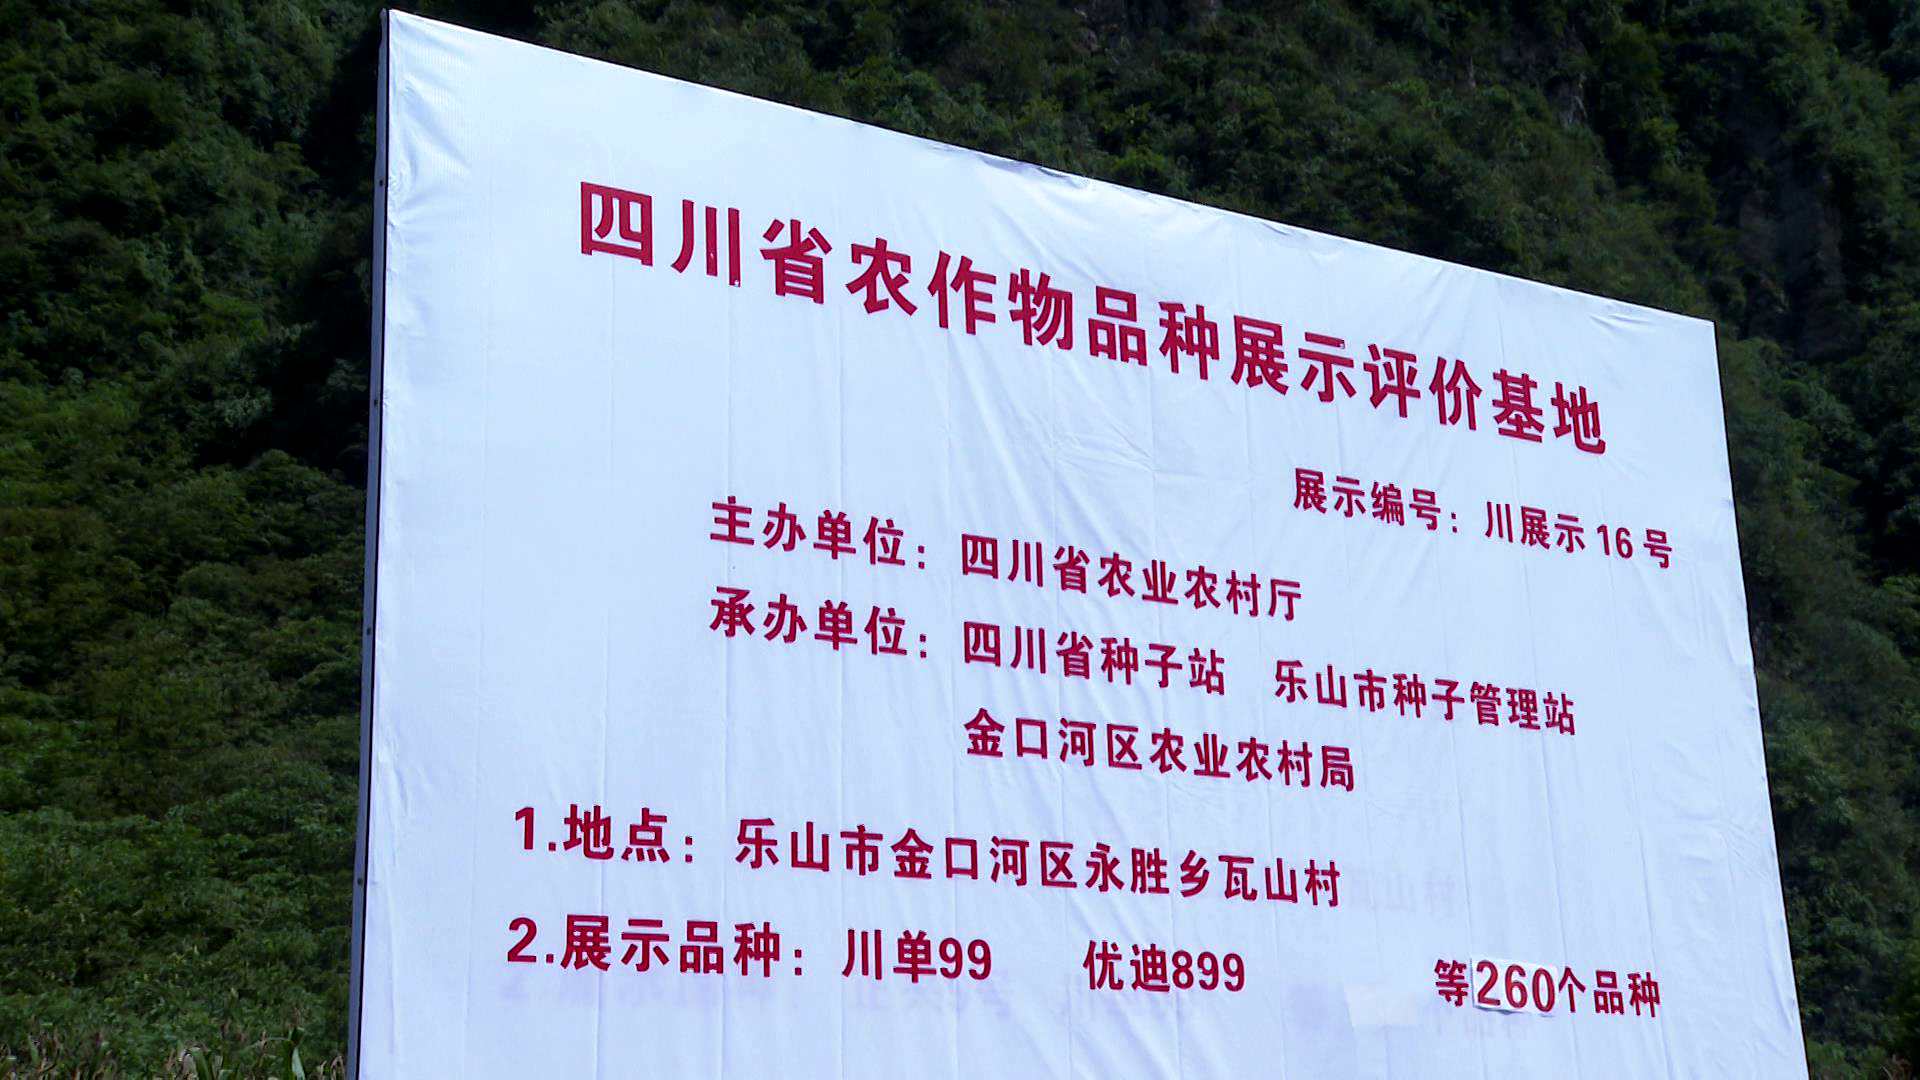 四川省农作物品种展示评价基地
展示编号：川展示16号
主办单位：四川省农业农村厅
承办单位：四川省种子站 乐山市种子管理站
金口河区农业农村局
1.地点：乐山市金口河区永胜乡瓦山村
2.展示品种：川单99 优迪899 等260个品种